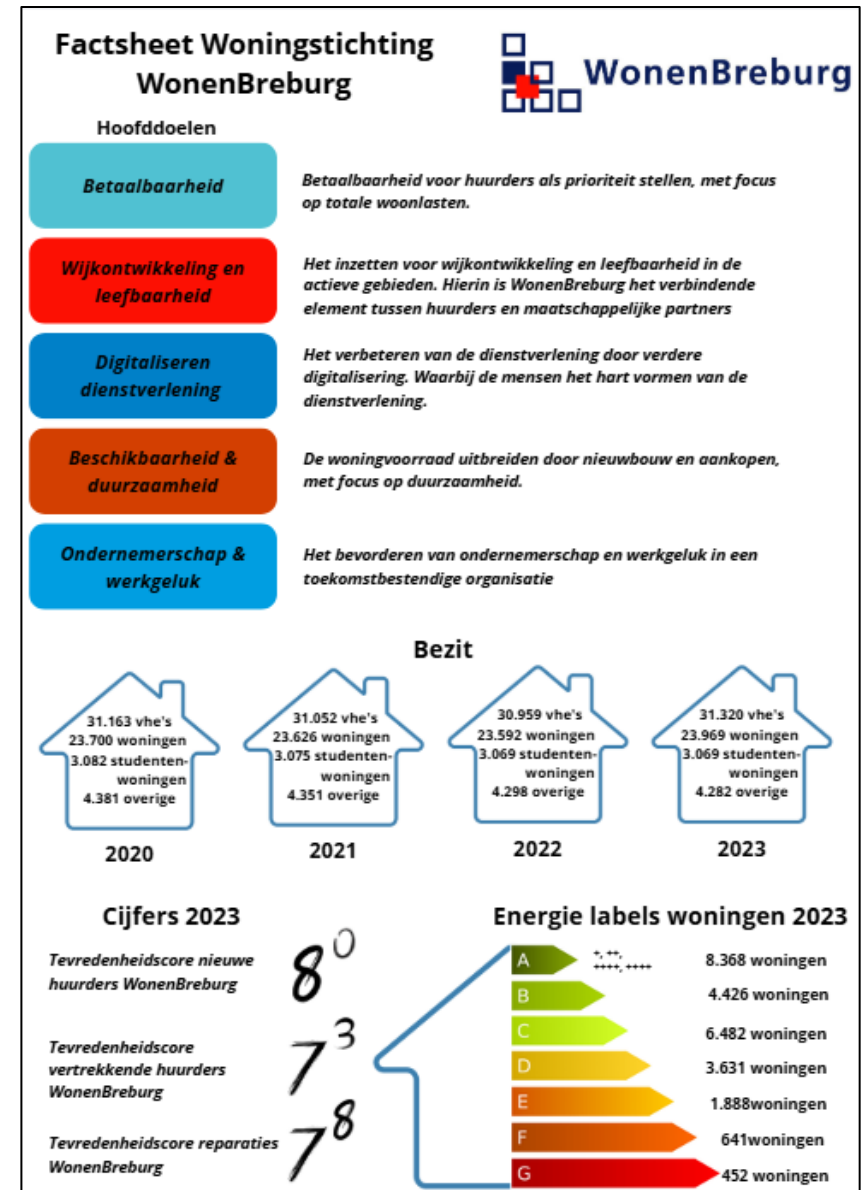 Factsheet Woningstichting
WonenBreburg
WonenBreburg
Hoofddoelen
Betaalbaarheid
Betaalbaarheid voor huurders als prioriteit stellen, met focus
op totale woonlasten.
Wijkontwikkeling en
leefbaarheid
Het inzetten voor wijkontwikkeling en leefbaarheid in de
actieve gebieden. Hierin is WonenBreburg het verbindende
element tussen huurders en maatschappelijke partners
Digitaliseren
dienstverlening
Het verbeteren van de dienstverlening door verdere
digitalisering. Waarbij de mensen het hart vormen van de
dienstverlening.
Beschikbaarheid &
duurzaamheid
De woningvoorraad uitbreiden door nieuwbouw en aankopen,
met focus op duurzaamheid.
Ondernemerschap &
werkgeluk
Het bevorderen van ondernemerschap en werkgeluk in een
toekomstbestendige organisatie
Bezit
31.163 vhe's
23.700 woningen
3.082 studenten-
woningen
4.381 overige
2020
31.052 vhe's
23.626 woningen
3.075 studenten-
woningen
4.351 overige
2021
30.959 vhe's
23.592 woningen
3.069 studenten-
woningen
4.298 overige
2022
31.320 vhe's
23.969 woningen
3.069 studenten-
woningen
4.282 overige
2023
Cijfers 2023
Tevredenheidscore nieuwe
huurders WonenBreburg
8 0
Tevredenheidscore
vertrekkende huurders
WonenBreburg
7 3
Tevredenheidscore reparaties
WonenBreburg
7 8
Energie labels woningen 2023
A +, ++,
++++, ++++
8.368 woningen
B 4.426 woningen
C 6.482 woningen
D 3.631 woningen
E 1.888woningen
F 641woningen
G 452 woningen